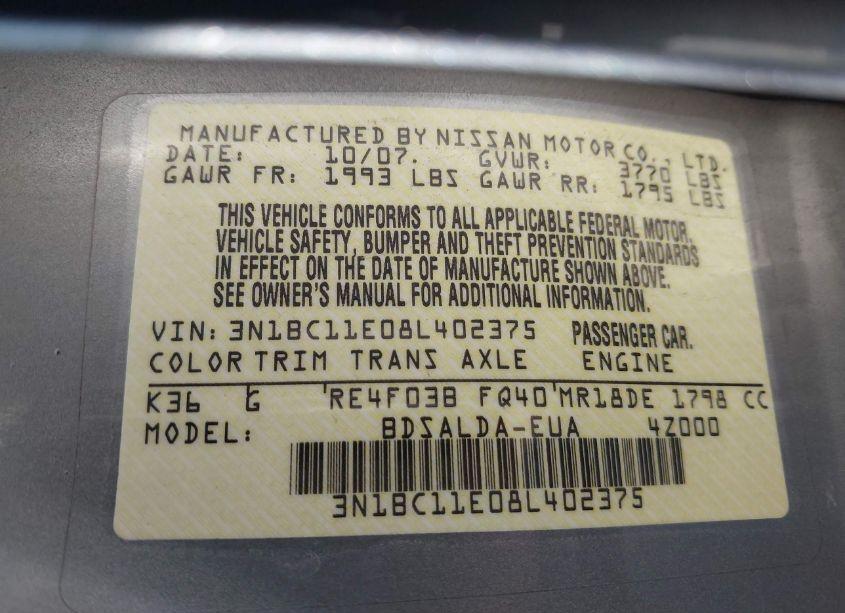 MANUFACTURED BY NISSAN MOTOR CO., LTD.
DATE: 10/07. GVWR: 3770 LBS
GAWR FR: 1993 LBS GAWR RR: 1795 LBS
THIS VEHICLE CONFORMS TO ALL APPLICABLE FEDERAL MOTOR,
VEHICLE SAFETY, BUMPER AND THEFT PREVENTION STANDARDS
IN EFFECT ON THE DATE OF MANUFACTURE SHOWN ABOVE.
SEE OWNER'S MANUAL FOR ADDITIONAL INFORMATION.
VIN: 3N1BC11E08L402375 PASSENGER CAR.
COLOR TRIM TRANS AXLE ENGINE
K36 G RE4F03B FQ40 MR18DE 1798 CC
MODEL: BDSALDA-EUA 4Z000
3N1BC11E08L402375